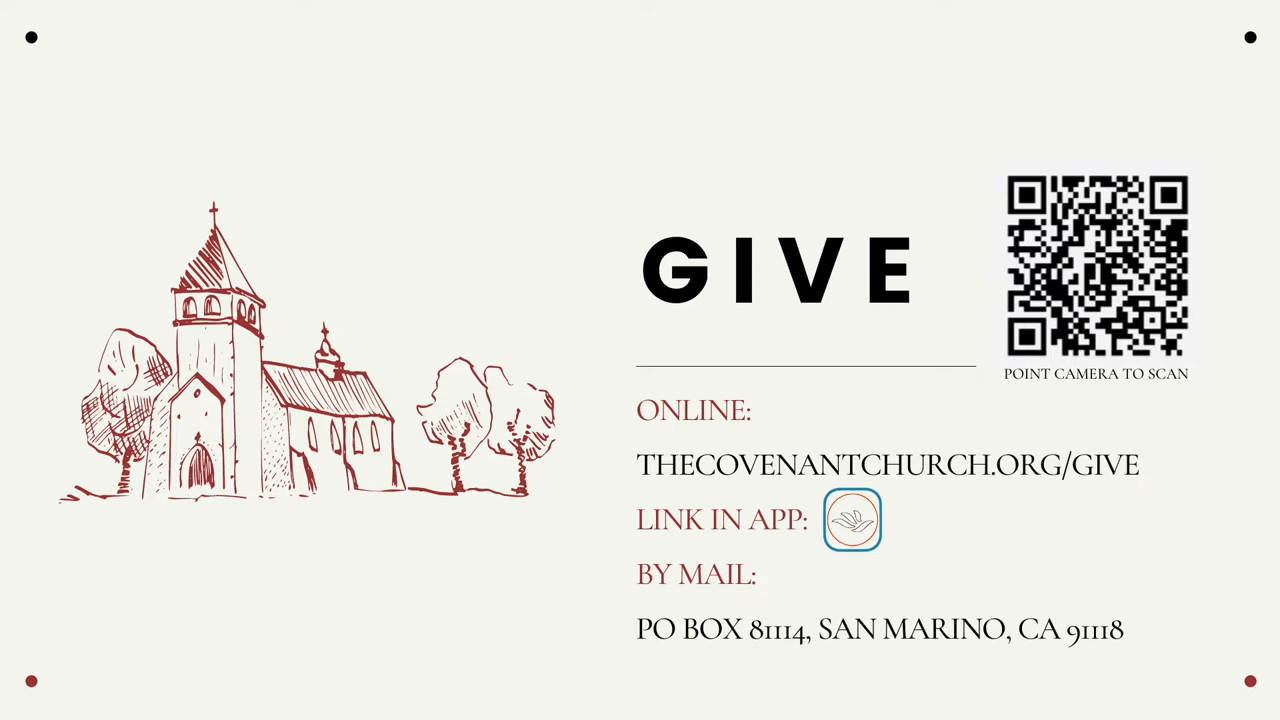 GIVE
POINT CAMERA TO SCAN
ONLINE:
THECOVENANTCHURCH.ORG/GIVE
LINK IN APP:
BY MAIL:
PO BOX 81114, SAN MARINO, CA 91118